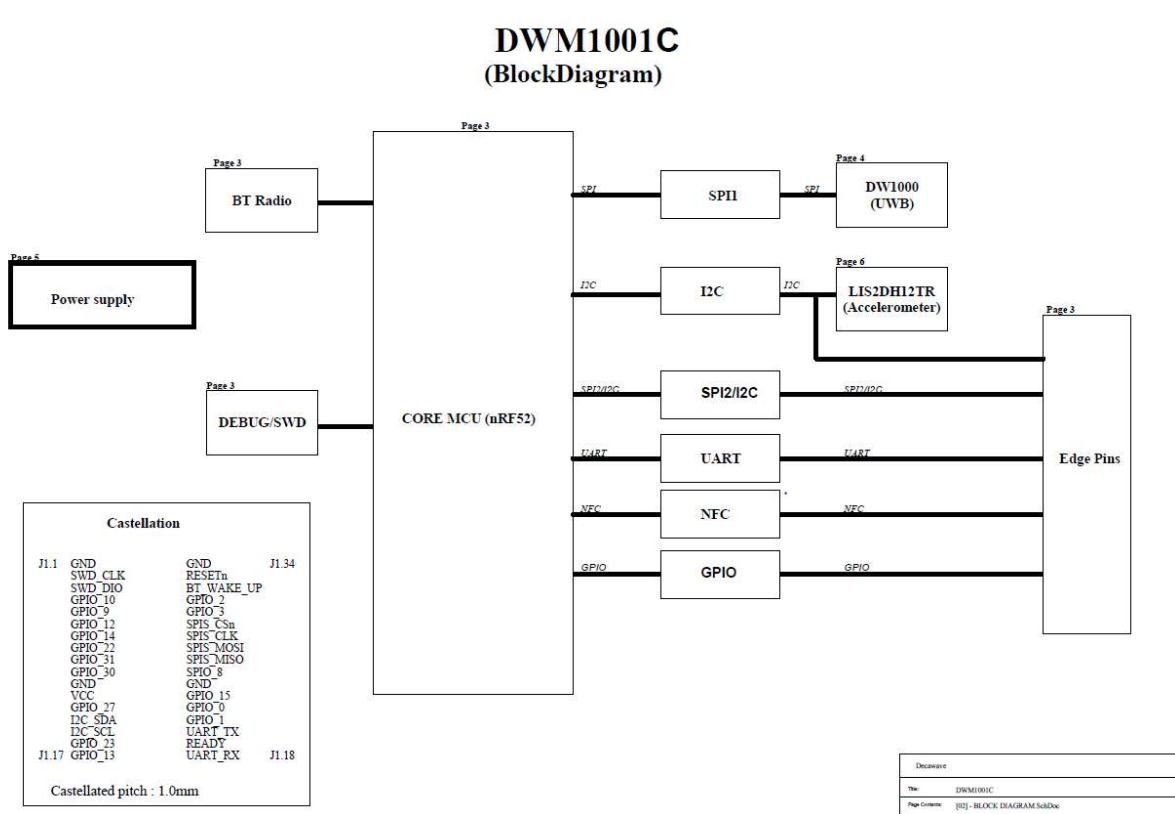 DWM1001C
(BlockDiagram)
Page 3
Page 3
BT Radio
SPI
SPI1
SPI
Page 4
DW1000
(UWB)
Page 5
Power supply
I2C
I2C
I2C
Page 6
LIS2DH12TR
(Accelerometer)
Page 3
Page 3
DEBUG/SWD
CORE MCU (nRF52)
SPI2/I2C
SPI2/I2C
SPI2/I2C
UART
UART
UART
Edge Pins
NFC
NFC
NFC
GPIO
GPIO
GPIO
Castellation
J1.1 GND GND J1.34
SWD_CLK RESETn
SWD_DIO BT_WAKE_UP
GPIO_10 GPIO_2
GPIO_9 GPIO_3
GPIO_12 SPIS_CSn
GPIO_14 SPIS_CLK
GPIO_22 SPIS_MOSI
GPIO_31 SPIS_MISO
GPIO_30 SPIO_8
GND GND
VCC GPIO_15
GPIO_27 GPIO_0
I2C_SDA GPIO_1
I2C_SCL UART_TX
GPIO_23 READY
J1.17 GPIO_13 UART_RX J1.18
Castellated pitch : 1.0mm
Decawave
Title: DWM1001C
Page Contents: [02] - BLOCK DIAGRAM.SchDoc